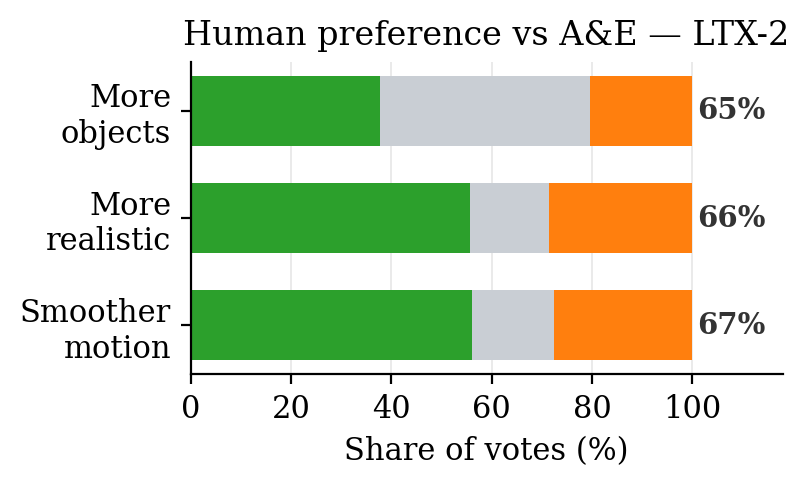 Human preference vs A&E — LTX-2
More
objects
65%
More
realistic
66%
Smoother
motion
67%
0 20 40 60 80 100
Share of votes (%)